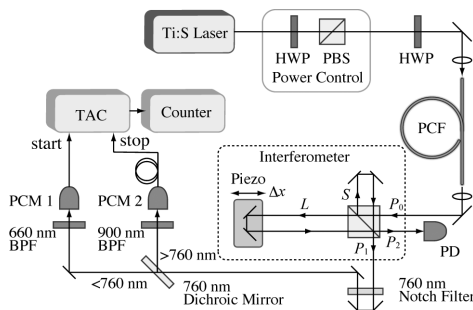 Ti:S Laser
HWP
PBS
Power Control
HWP
TAC
Counter
start
stop
PCF
Interferometer
PCM 1
PCM 2
Piezo
Δx
S
L
P0
P1
P2
PD
660 nm
BPF
900 nm
BPF
>760 nm
<760 nm
760 nm
Dichroic Mirror
760 nm
Notch Filter